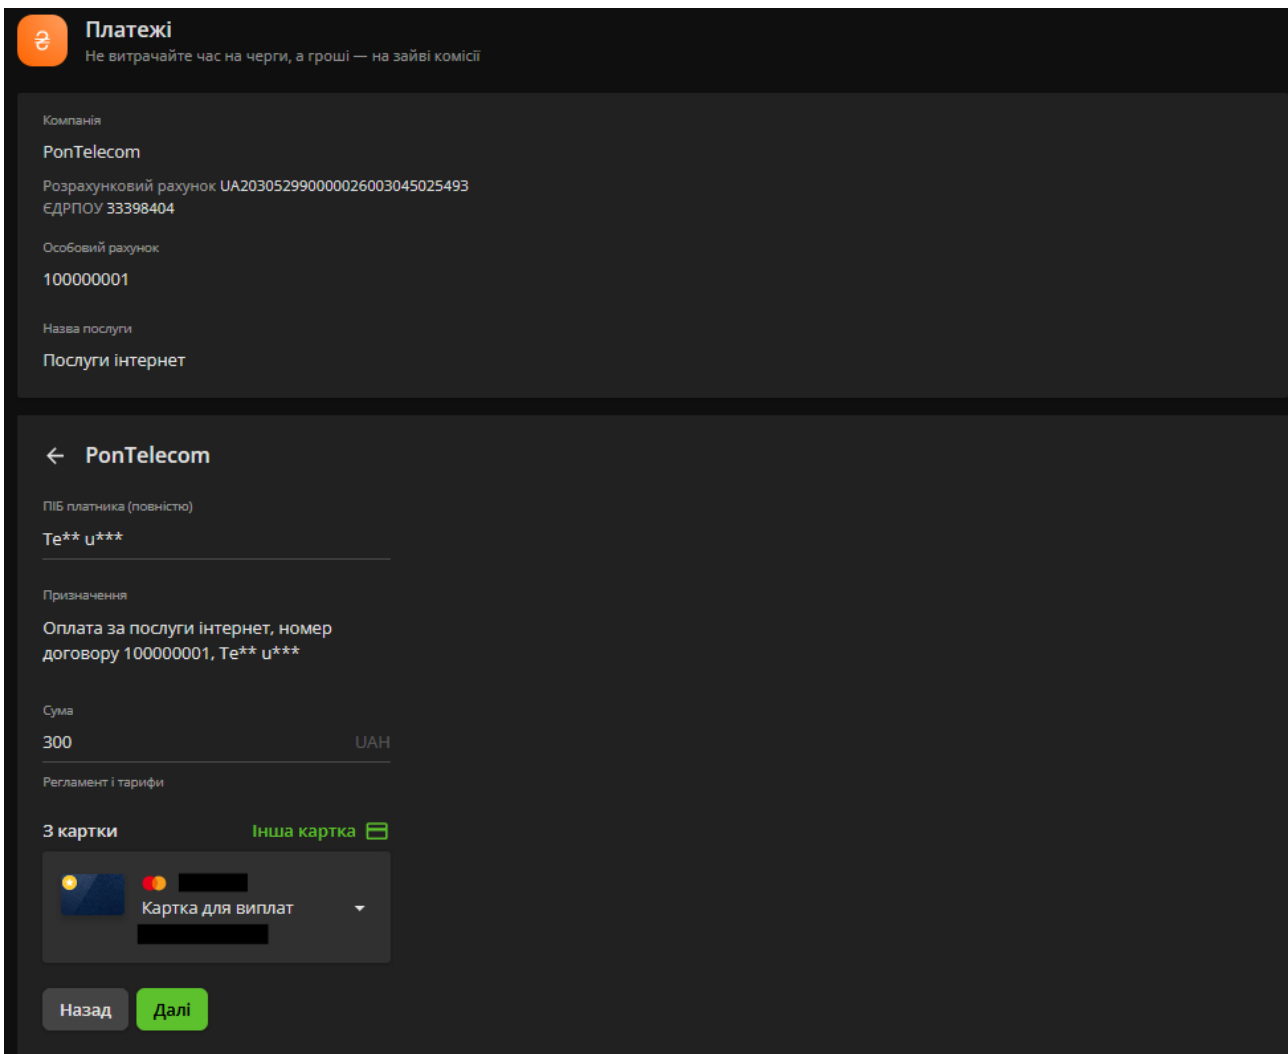 ₴
Платежі
Не витрачайте час на черги, а гроші — на зайві комісії
Компанія
PonTelecom
Розрахунковий рахунок UA203052990000026003045025493
ЄДРПОУ 33398404
Особовий рахунок
100000001
Назва послуги
Послуги інтернет
← PonTelecom
ПІБ платника (повністю)
Te** u***
Призначення
Оплата за послуги інтернет, номер
договору 100000001, Te** u***
Сума
300 UAH
Регламент і тарифи
З картки Інша картка
Картка для виплат
Назад Далі